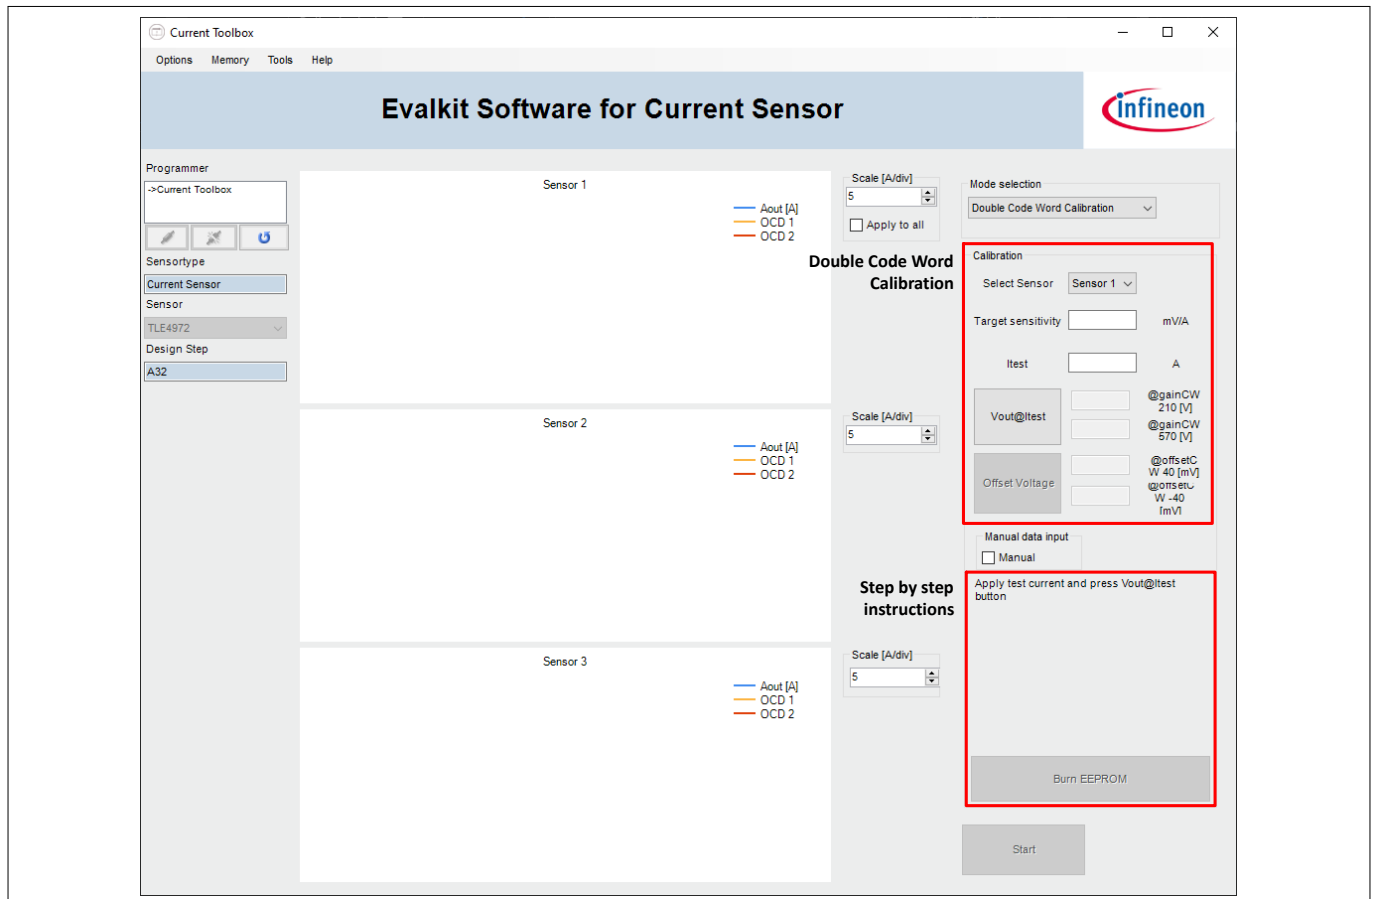 Current Toolbox
Options Memory Tools Help
Evalkit Software for Current Sensor
infineon
Programmer
->Current Toolbox
Sensortype
Current Sensor
Sensor
TLE4972
Design Step
A32
Sensor 1
Aout [A]
OCD 1
OCD 2
Scale [A/div]
5
Apply to all
Sensor 2
Aout [A]
OCD 1
OCD 2
Scale [A/div]
5
Sensor 3
Aout [A]
OCD 1
OCD 2
Scale [A/div]
5
Mode selection
Double Code Word Calibration
Double Code Word
Calibration
Calibration
Select Sensor Sensor 1
Target sensitivity mV/A
Itest A
Vout@Itest
@gainCW
210 [V]
@gainCW
570 [V]
Offset Voltage
@offsetC
W 40 [mV]
@offsetC
W -40
[mV]
Manual data input
Manual
Step by step
instructions
Apply test current and press Vout@Itest
button
Burn EEPROM
Start